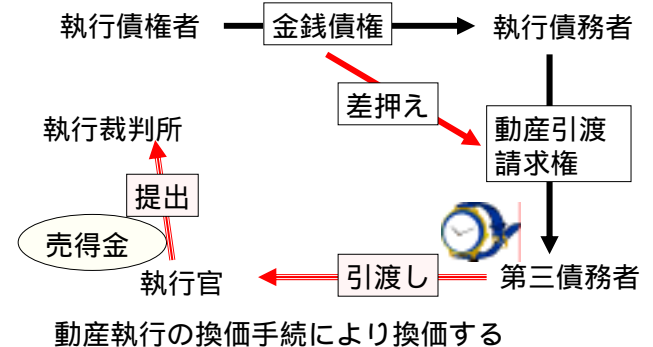 執行債権者
金銭債権
執行債務者
差押え
動産引渡
請求権
執行裁判所
提出
売得金
執行官
引渡し
第三債務者
動産執行の換価手続により換価する